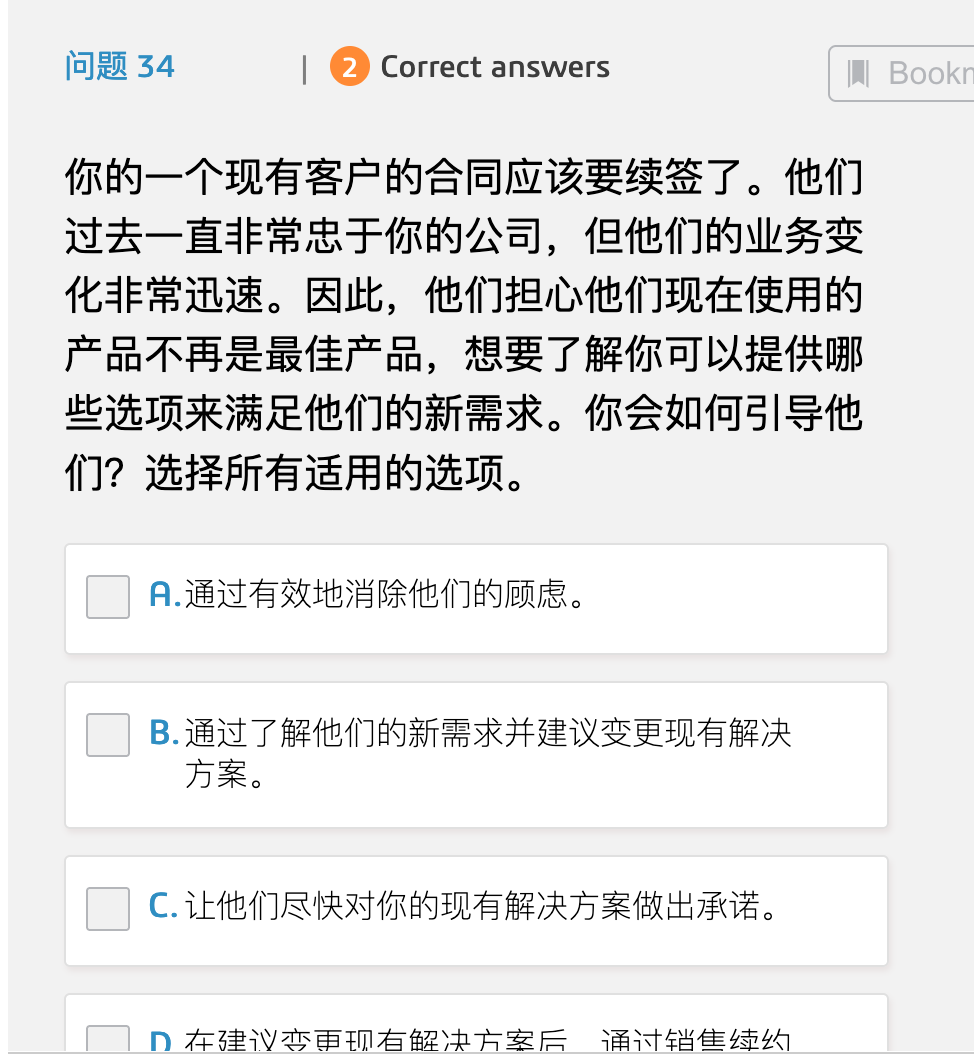 问题 34 | 2 Correct answers Bookm
你的一个现有客户的合同应该要续签了。他们
过去一直非常忠于你的公司，但他们的业务变
化非常迅速。因此，他们担心他们现在使用的
产品不再是最佳产品，想要了解你可以提供哪
些选项来满足他们的新需求。你会如何引导他
们？选择所有适用的选项。
A.通过有效地消除他们的顾虑。
B.通过了解他们的新需求并建议变更现有解决
方案。
C.让他们尽快对你的现有解决方案做出承诺。
D 在建议变更现有解决方案后 通过销售续约